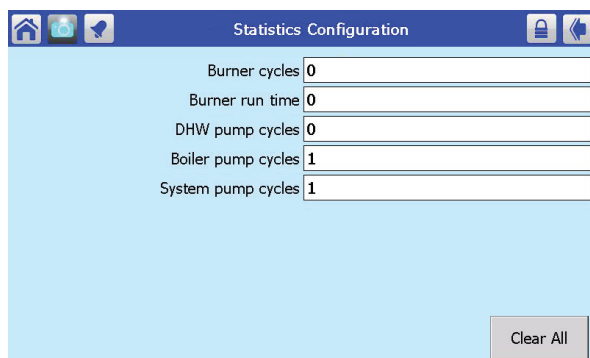 Statistics Configuration
Burner cycles 0
Burner run time 0
DHW pump cycles 0
Boiler pump cycles 1
System pump cycles 1
Clear All